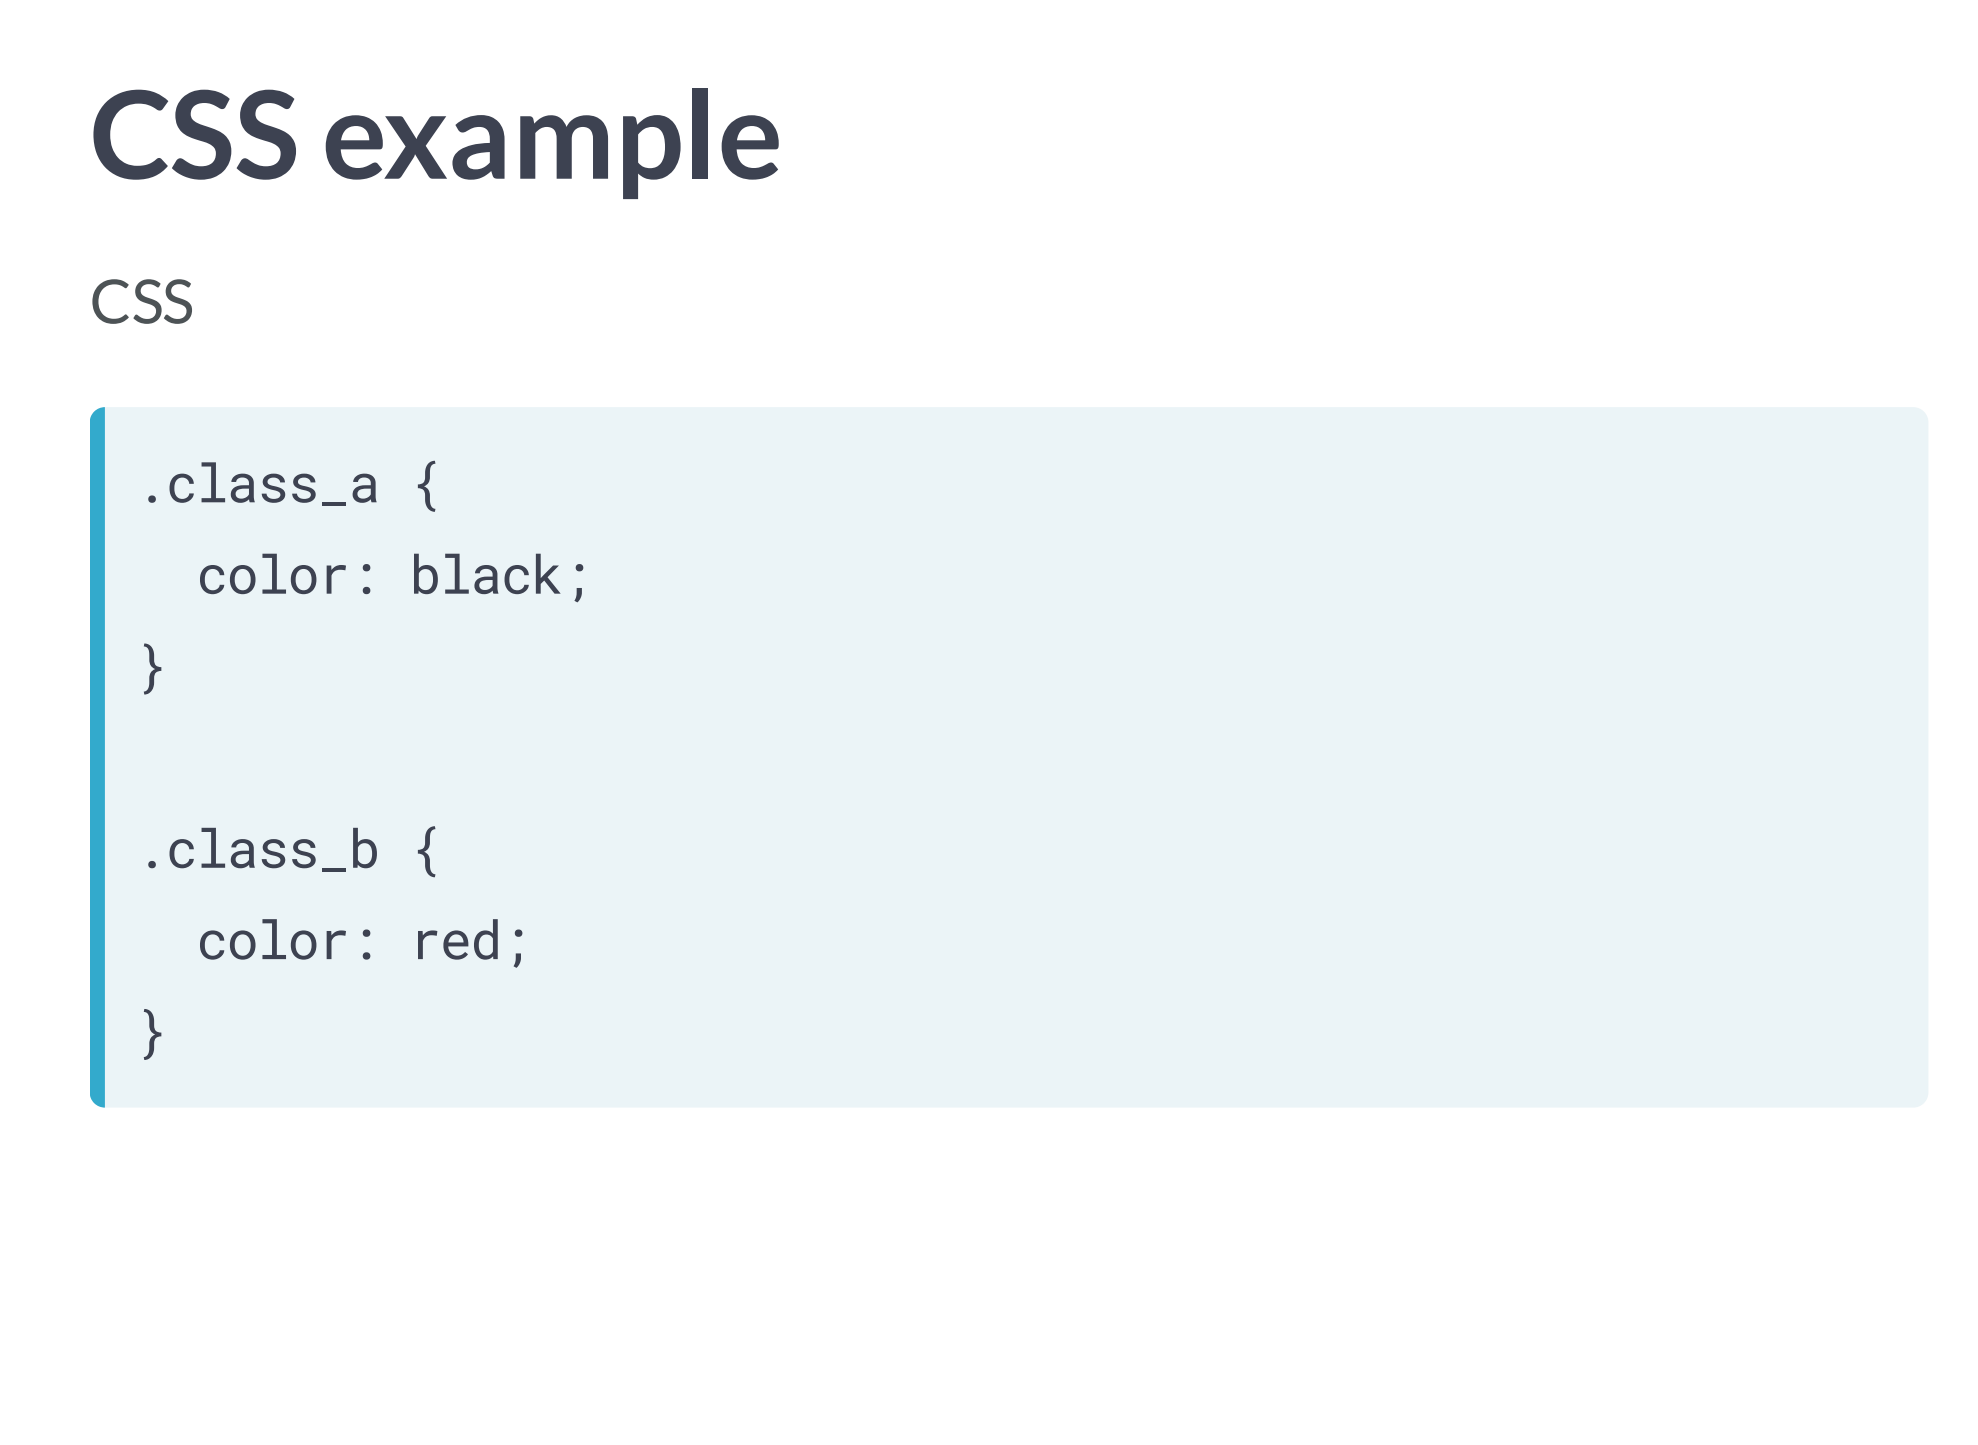 CSS example
CSS
.class_a {
  color: black;
}

.class_b {
  color: red;
}